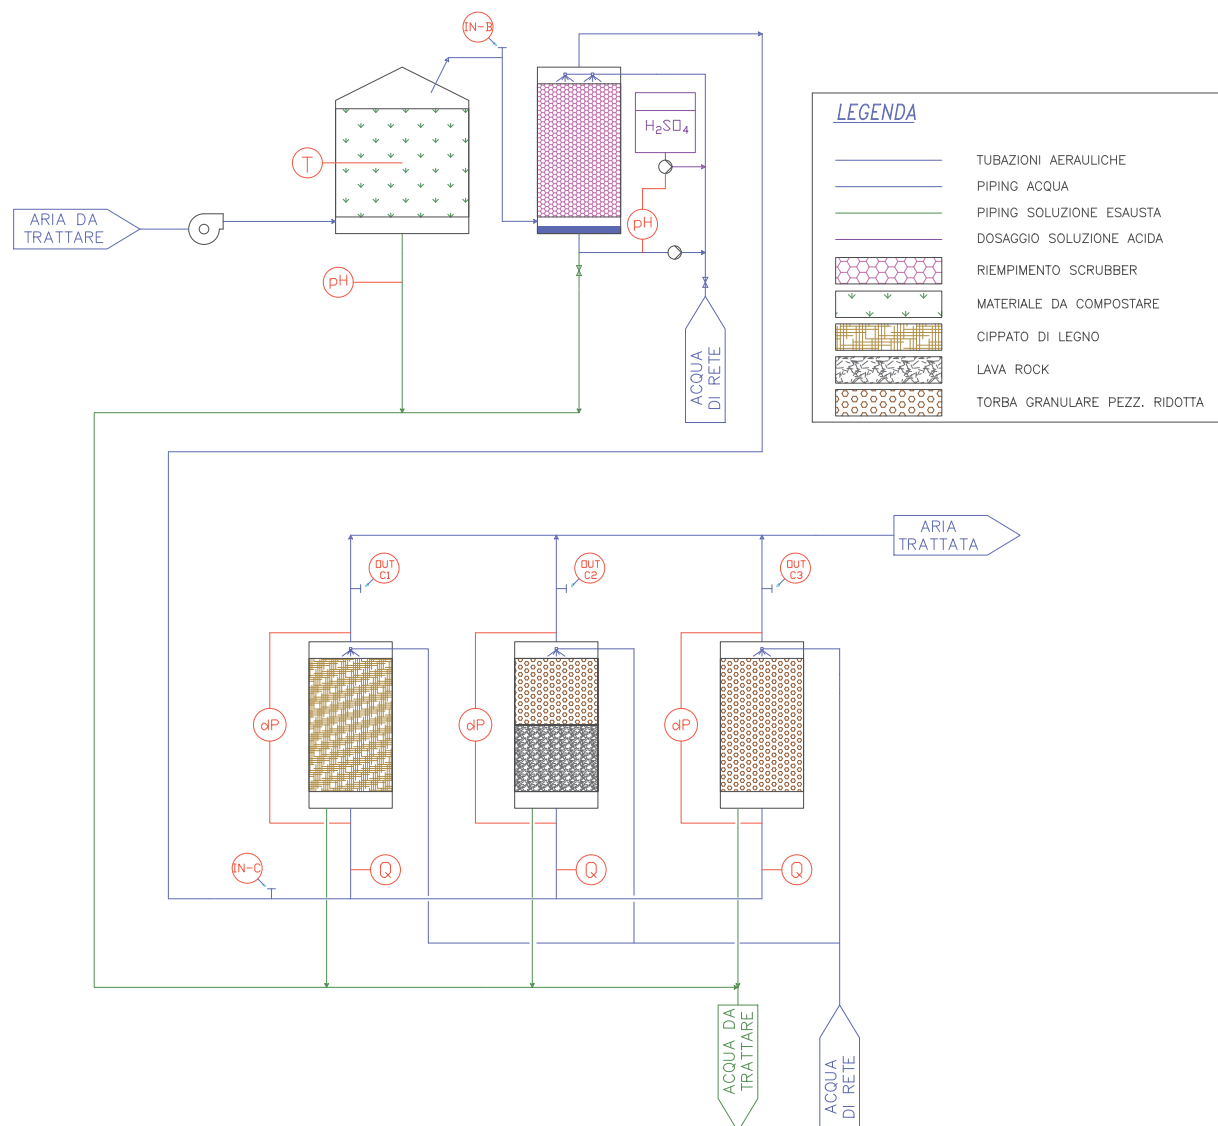 IN-B
H₂SO₄
T
ARIA DA
TRATTARE
pH
pH
ACQUA
DI RETE
LEGENDA
TUBAZIONI AERAULICHE
PIPING ACQUA
PIPING SOLUZIONE ESAUSTA
DOSAGGIO SOLUZIONE ACIDA
RIEMPIMENTO SCRUBBER
MATERIALE DA COMPOSTARE
CIPPATO DI LEGNO
LAVA ROCK
TORBA GRANULARE PEZZ. RIDOTTA
ARIA
TRATTATA
OUT
C1
OUT
C2
OUT
C3
dP
dP
dP
IN-C
Q
Q
Q
ACQUA DA
TRATTARE
ACQUA
DI RETE